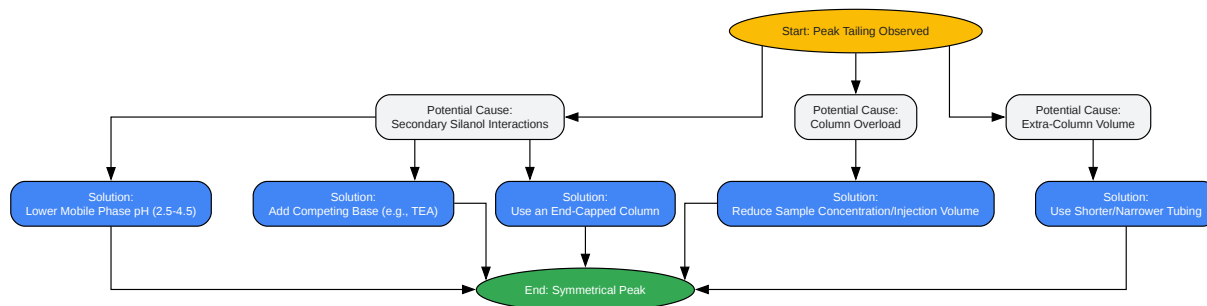 Start: Peak Tailing Observed
Potential Cause:
Secondary Silanol Interactions
Potential Cause:
Column Overload
Potential Cause:
Extra-Column Volume
Solution:
Lower Mobile Phase pH (2.5-4.5)
Solution:
Add Competing Base (e.g., TEA)
Solution:
Use an End-Capped Column
Solution:
Reduce Sample Concentration/Injection Volume
Solution:
Use Shorter/Narrower Tubing
End: Symmetrical Peak